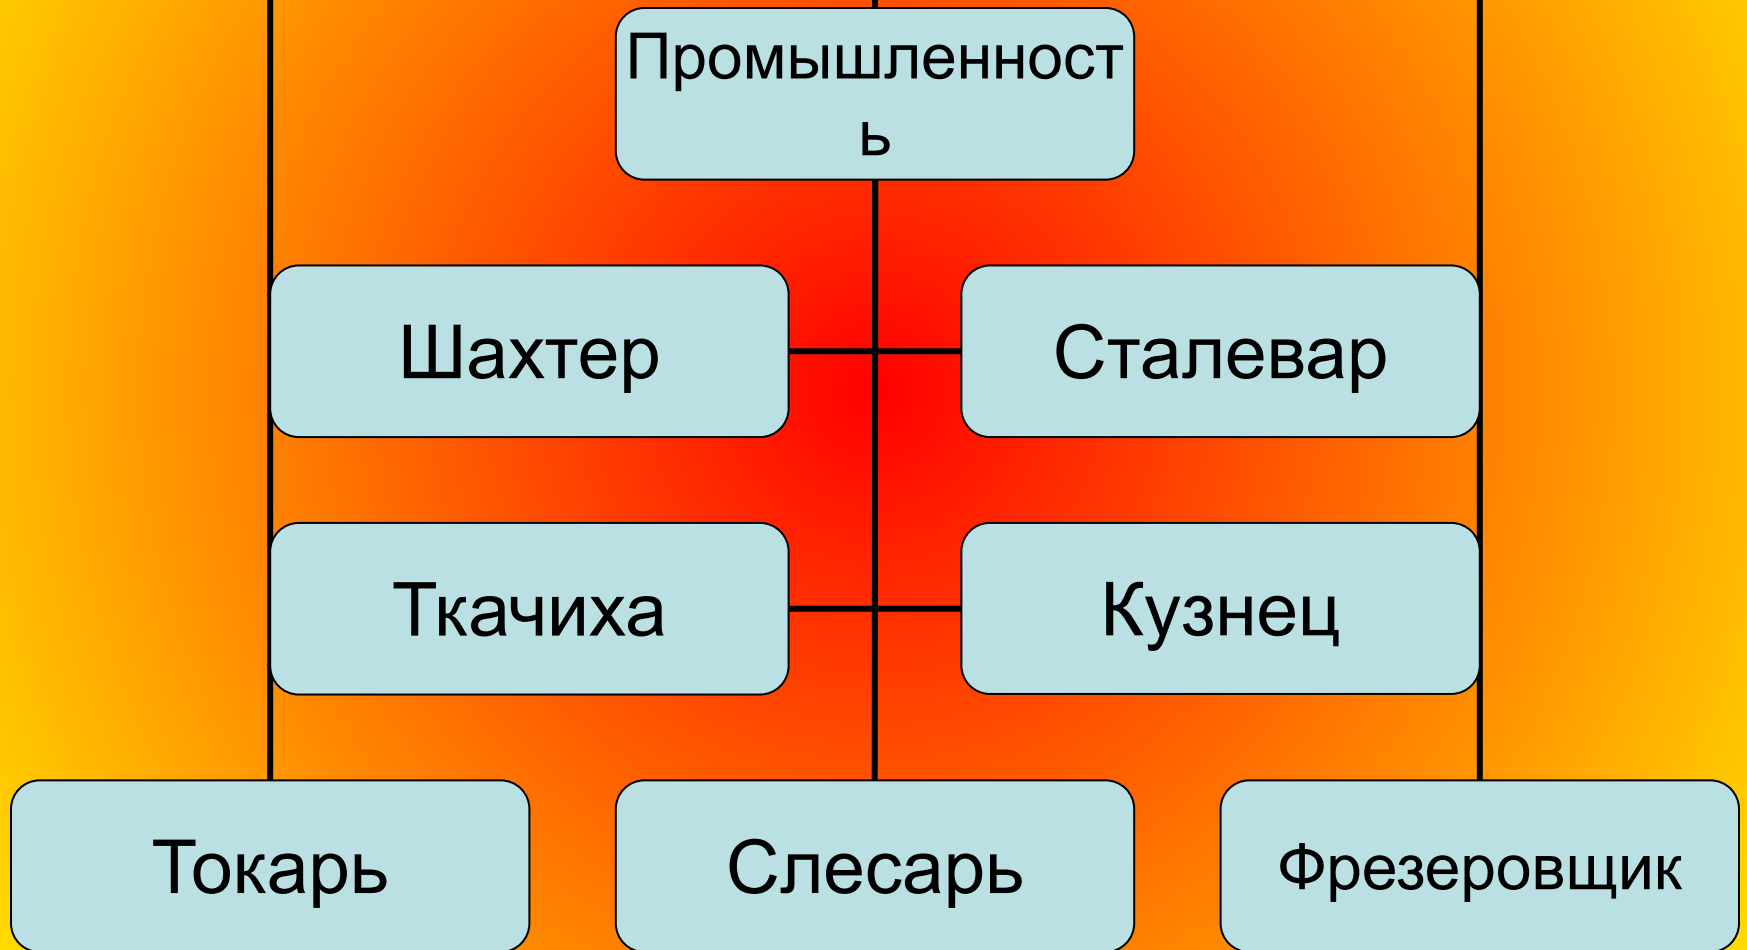 Промышленност
ь
Шахтер
Сталевар
Ткачиха
Кузнец
Токарь
Слесарь
Фрезеровщик